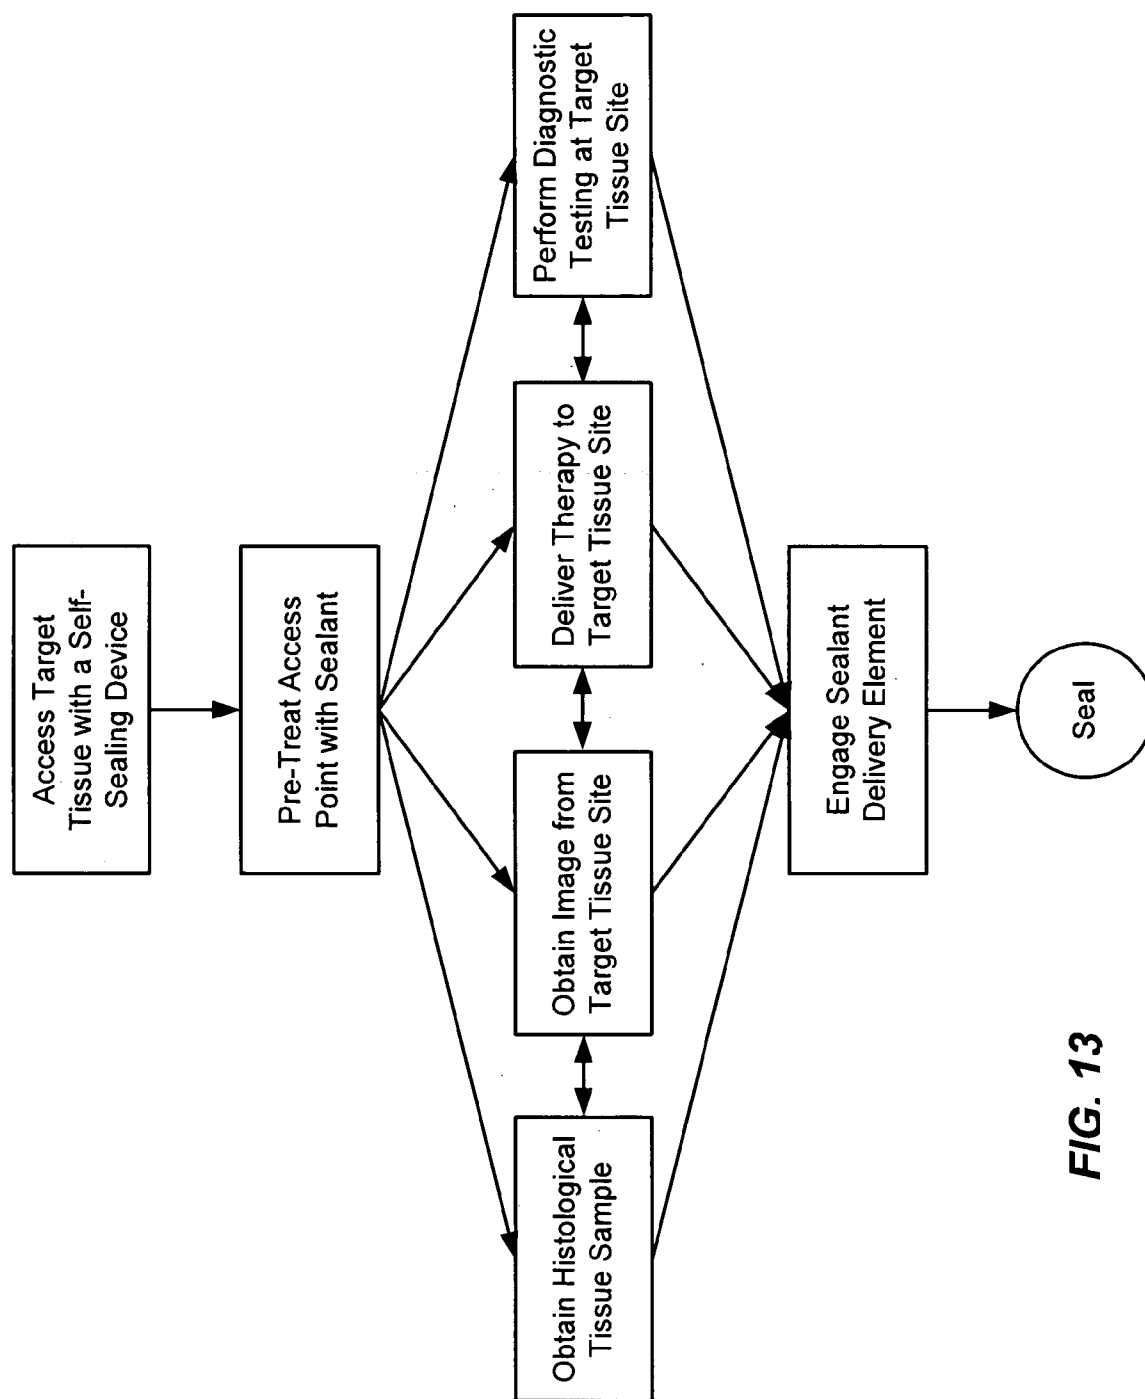 Access Target
Tissue with a Self-
Sealing Device
Pre-Treat Access
Point with Sealant
Obtain Histological
Tissue Sample
Obtain Image from
Target Tissue Site
Deliver Therapy to
Target Tissue Site
Perform Diagnostic
Testing at Target
Tissue Site
Engage Sealant
Delivery Element
Seal
FIG. 13